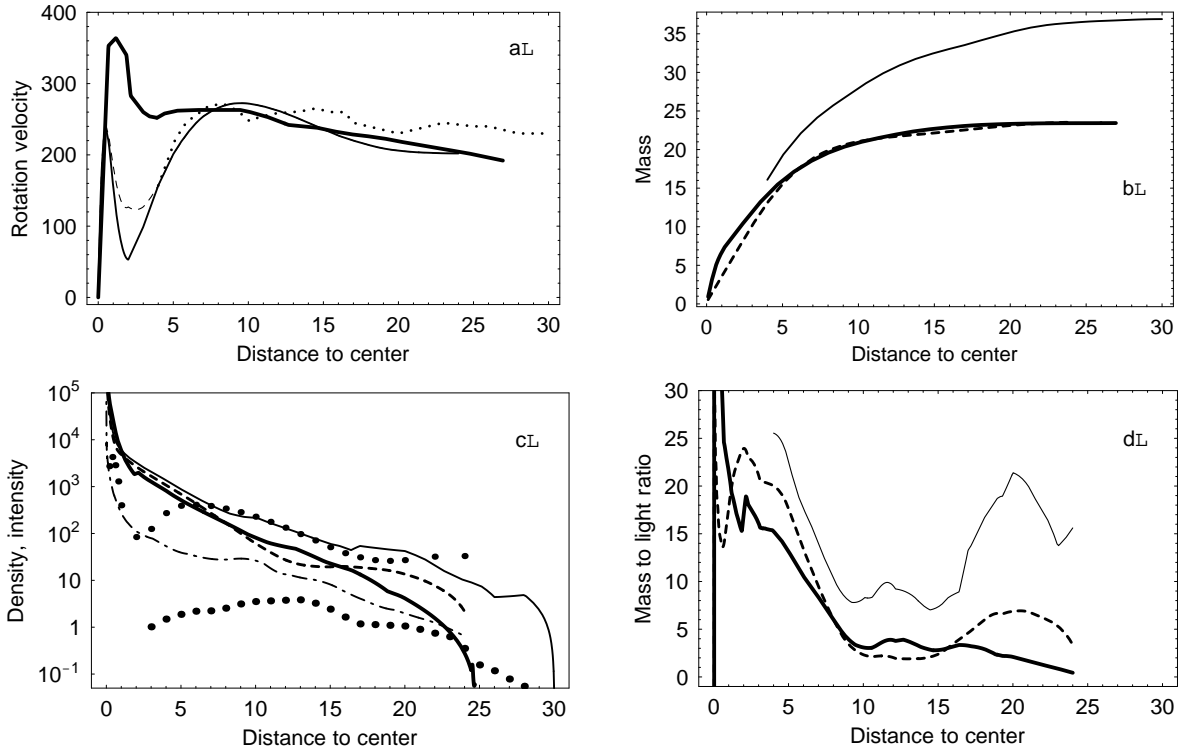 400
300
200
100
0
Rotation velocity
aL
0 5 10 15 20 25 30
Distance to center
35
30
25
20
15
10
5
0
Mass
bL
0 5 10 15 20 25 30
Distance to center
10^5
10^4
10^3
10^2
10
1
10^−1
Density, intensity
cL
0 5 10 15 20 25 30
Distance to center
30
25
20
15
10
5
0
Mass to light ratio
dL
0 5 10 15 20 25 30
Distance to center